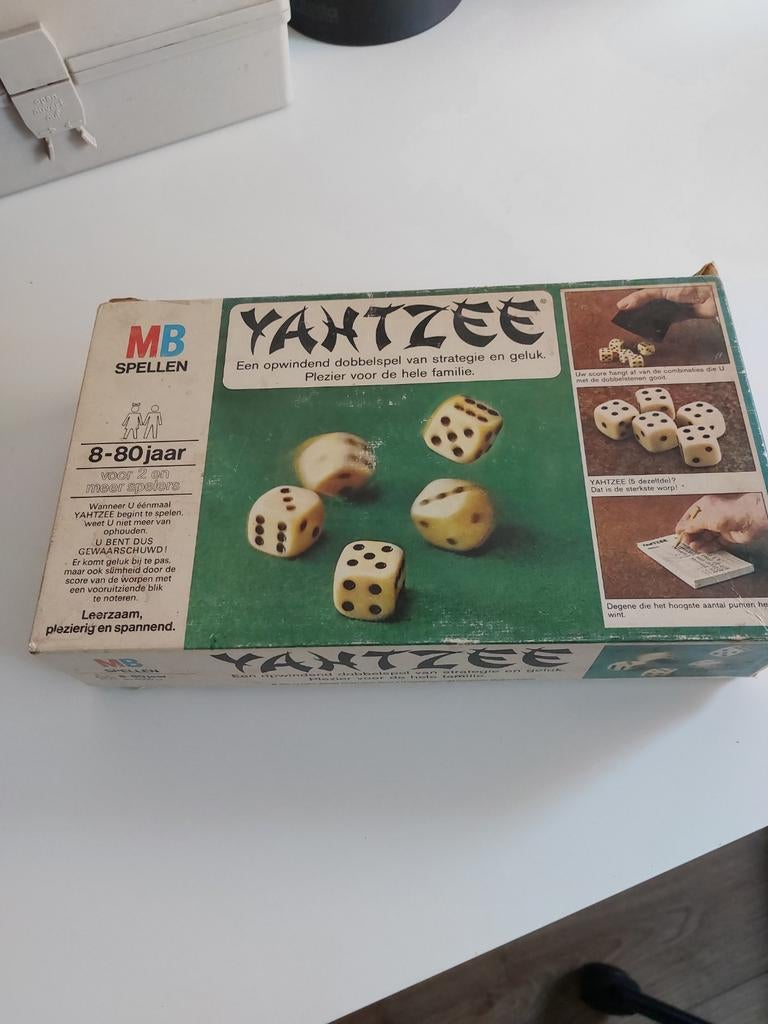 MB
SPELLEN
8-80 jaar
voor 2 en
meer spelers
Wanneer U éénmaal
YAHTZEE begint te spelen,
weet U niet meer van
ophouden.
U BENT DUS
GEWAARSCHUWD!
Er komt geluk bij te pas,
maar ook slimheid door de
score van de worpen met
een vooruitziende blik
te noteren.
Leerzaam,
plezierig en spannend.
YAHTZEE®
Een opwindend dobbelspel van strategie en geluk.
Plezier voor de hele familie.
Uw score hangt af van de combinaties die U
met de dobbelstenen gooit.
YAHTZEE (5 dezelfde)?
Dat is de sterkste worp!
YAHTZEE
Degene die het hoogste aantal punten he
wint.
MB
SPELLEN
8-80 jaar
YAHTZEE
Een opwindend dobbelspel van strategie en geluk.
Plezier voor de hele familie.